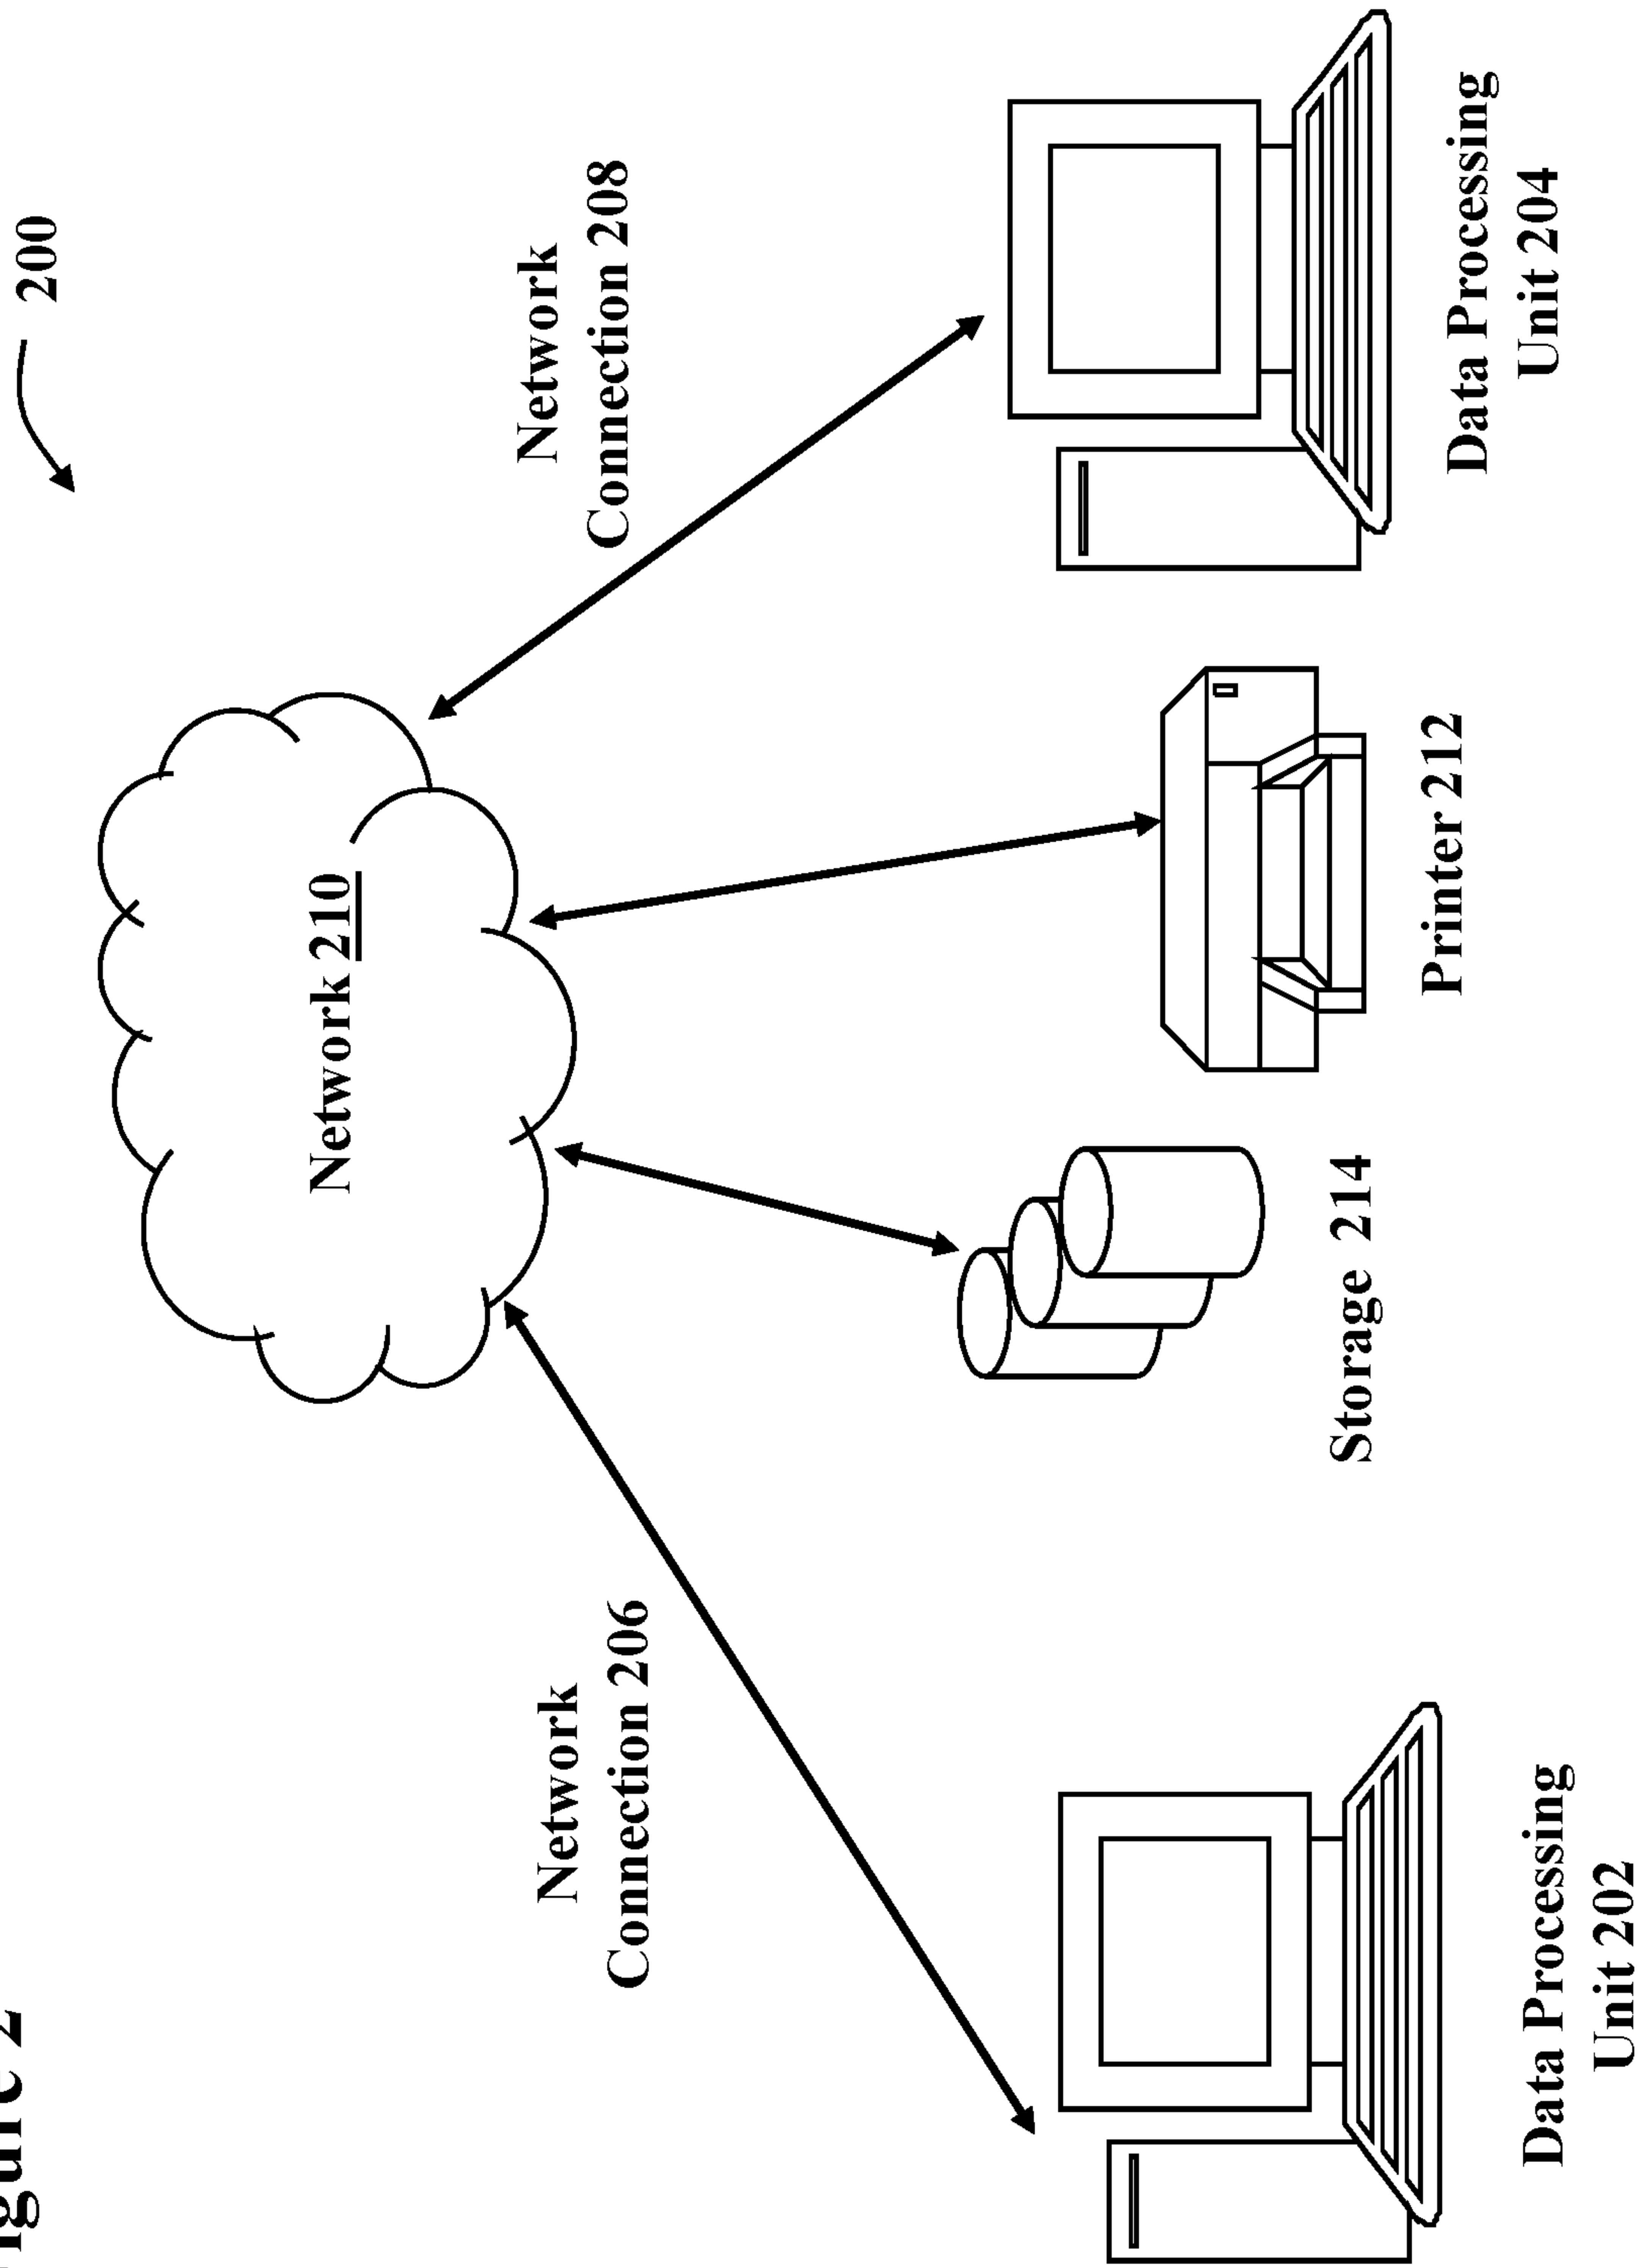 igure 2
200
Network 210
Network
Connection 206
Network
Connection 208
Storage 214
Printer 212
Data Processing
Unit 202
Data Processing
Unit 204